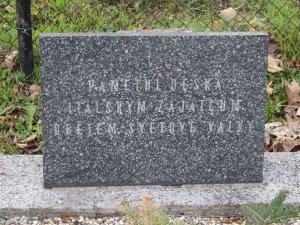 PAMĚTNÍ DESKA
ITALSKÝM ZAJATCŮM
OBĚTEM SVĚTOVÉ VÁLKY